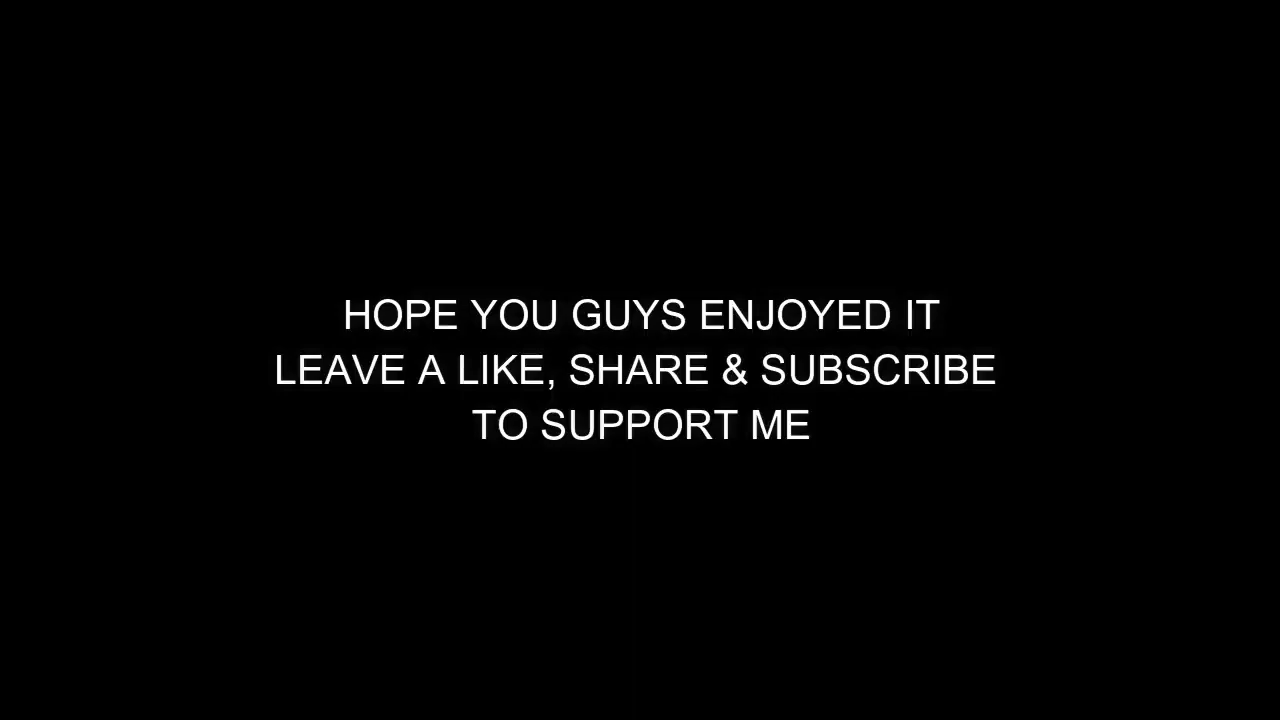 HOPE YOU GUYS ENJOYED IT
LEAVE A LIKE, SHARE & SUBSCRIBE
TO SUPPORT ME